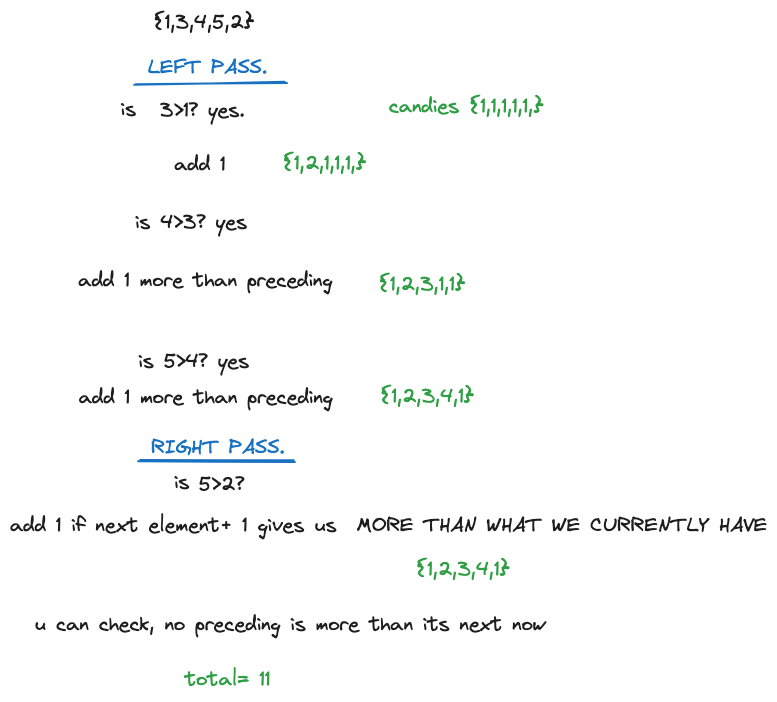 {1,3,4,5,2}
LEFT PASS.
is 3>1? yes. candies {1,1,1,1,1,}
add 1 {1,2,1,1,1,}
is 4>3? yes
add 1 more than preceding {1,2,3,1,1}
is 5>4? yes
add 1 more than preceding {1,2,3,4,1}
RIGHT PASS.
is 5>2?
add 1 if next element+ 1 gives us MORE THAN WHAT WE CURRENTLY HAVE
{1,2,3,4,1}
u can check, no preceding is more than its next now
total= 11